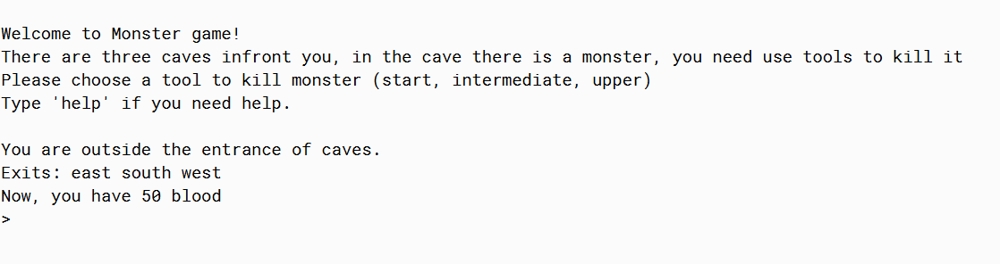 Welcome to Monster game!
There are three caves infront you, in the cave there is a monster, you need use tools to kill it
Please choose a tool to kill monster (start, intermediate, upper)
Type 'help' if you need help.
You are outside the entrance of caves.
Exits: east south west
Now, you have 50 blood
>